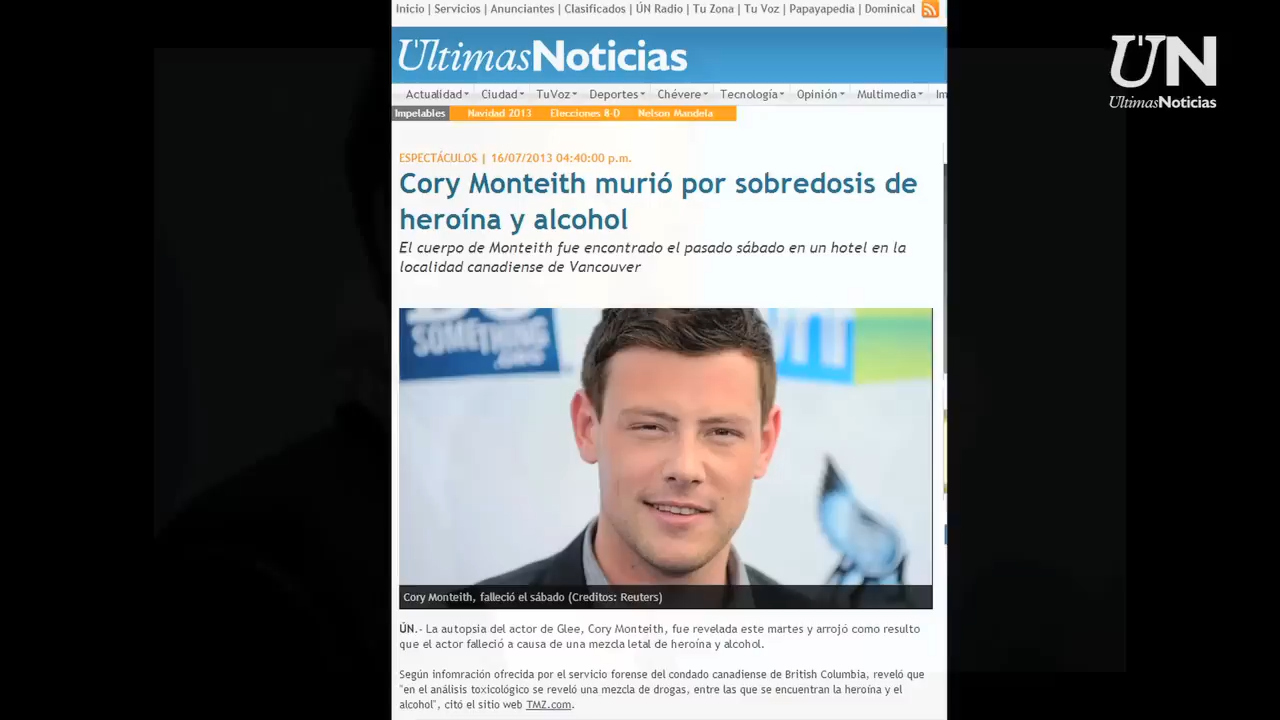 Inicio | Servicios | Anunciantes | Clasificados | ÚN Radio | Tu Zona | Tu Voz | Papayapedia | Dominical
ÚltimasNoticias
ÚN
ÚltimasNoticias
Actualidad Ciudad TuVoz Deportes Chévere Tecnología Opinión Multimedia Im
Impelables Navidad 2013 Elecciones 8-D Nelson Mandela
ESPECTÁCULOS | 16/07/2013 04:40:00 p.m.
Cory Monteith murió por sobredosis de
heroína y alcohol
El cuerpo de Monteith fue encontrado el pasado sábado en un hotel en la
localidad canadiense de Vancouver
SOMETHING
.ORG
Cory Monteith, falleció el sábado (Creditos: Reuters)
ÚN.- La autopsia del actor de Glee, Cory Monteith, fue revelada este martes y arrojó como resulto
que el actor falleció a causa de una mezcla letal de heroína y alcohol.
Según infomración ofrecida por el servicio forense del condado canadiense de British Columbia, reveló que
"en el análisis toxicológico se reveló una mezcla de drogas, entre las que se encuentran la heroína y el
alcohol", citó el sitio web TMZ.com.